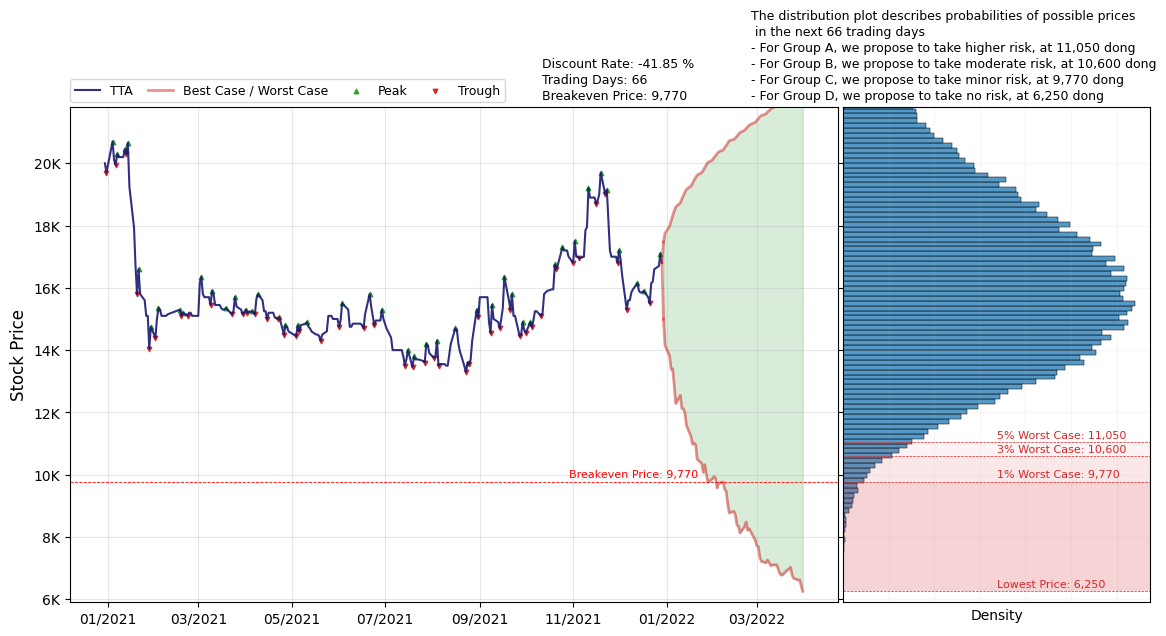 The distribution plot describes probabilities of possible prices
in the next 66 trading days
- For Group A, we propose to take higher risk, at 11,050 dong
- For Group B, we propose to take moderate risk, at 10,600 dong
- For Group C, we propose to take minor risk, at 9,770 dong
- For Group D, we propose to take no risk, at 6,250 dong
Discount Rate: -41.85 %
Trading Days: 66
Breakeven Price: 9,770
TTA
Best Case / Worst Case
Peak
Trough
Stock Price
20K
18K
16K
14K
12K
10K
8K
6K
Breakeven Price: 9,770
5% Worst Case: 11,050
3% Worst Case: 10,600
1% Worst Case: 9,770
Lowest Price: 6,250
01/2021
03/2021
05/2021
07/2021
09/2021
11/2021
01/2022
03/2022
Density